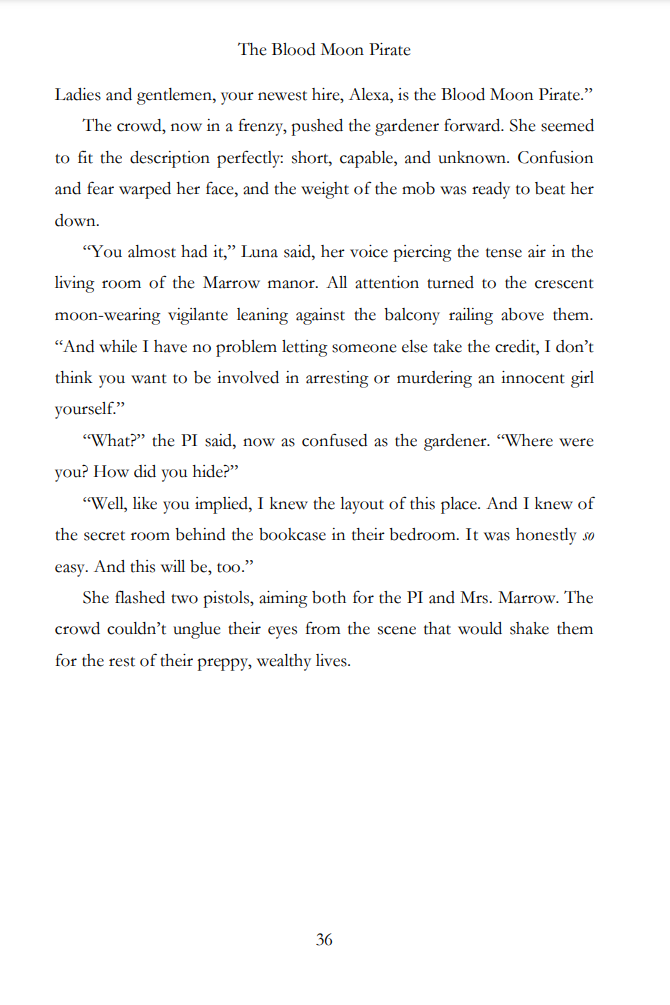 The Blood Moon Pirate
Ladies and gentlemen, your newest hire, Alexa, is the Blood Moon Pirate.”
The crowd, now in a frenzy, pushed the gardener forward. She seemed
to fit the description perfectly: short, capable, and unknown. Confusion
and fear warped her face, and the weight of the mob was ready to beat her
down.
“You almost had it,” Luna said, her voice piercing the tense air in the
living room of the Marrow manor. All attention turned to the crescent
moon-wearing vigilante leaning against the balcony railing above them.
“And while I have no problem letting someone else take the credit, I don’t
think you want to be involved in arresting or murdering an innocent girl
yourself.”
“What?” the PI said, now as confused as the gardener. “Where were
you? How did you hide?”
“Well, like you implied, I knew the layout of this place. And I knew of
the secret room behind the bookcase in their bedroom. It was honestly so
easy. And this will be, too.”
She flashed two pistols, aiming both for the PI and Mrs. Marrow. The
crowd couldn’t unglue their eyes from the scene that would shake them
for the rest of their preppy, wealthy lives.
36